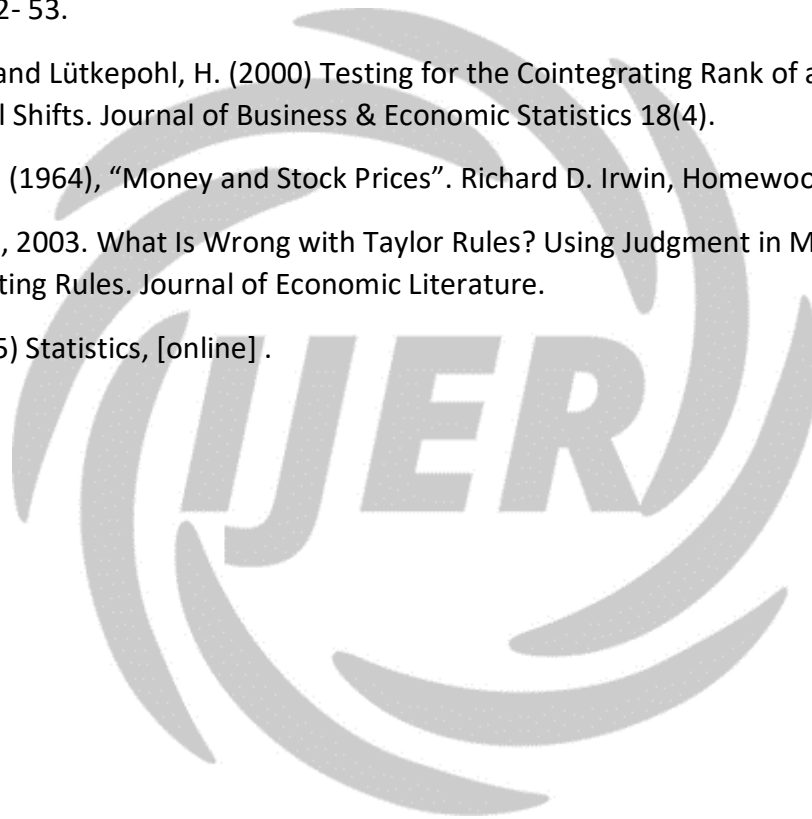 2- 53.
and Lütkepohl, H. (2000) Testing for the Cointegrating Rank of a
l Shifts. Journal of Business & Economic Statistics 18(4).
(1964), “Money and Stock Prices”. Richard D. Irwin, Homewoo
, 2003. What Is Wrong with Taylor Rules? Using Judgment in M
ting Rules. Journal of Economic Literature.
5) Statistics, [online] .
IJER